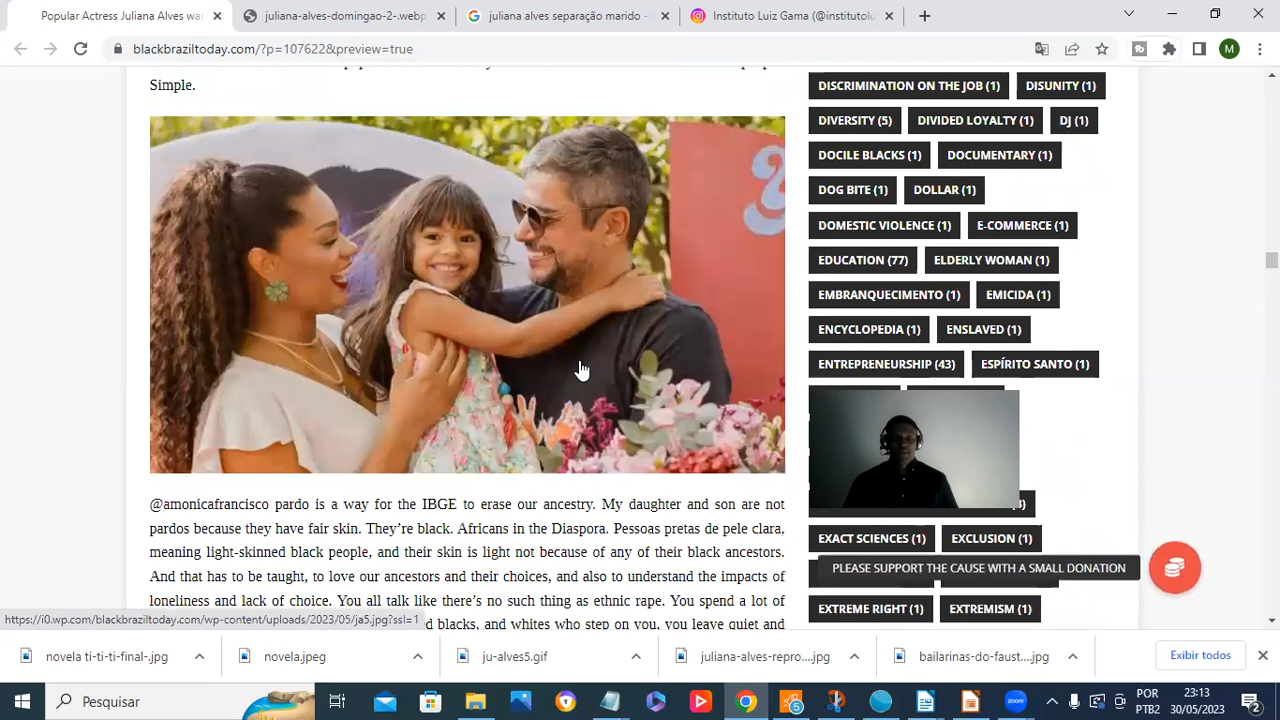 Popular Actress Juliana Alves wan
juliana-alves-domingao-2-.webp
juliana alves separação marido -
Instituto Luiz Gama (@institutolu
blackbraziltoday.com/?p=107622&preview=true
M
Simple.
@amonicafrancisco pardo is a way for the IBGE to erase our ancestry. My daughter and son are not
pardos because they have fair skin. They're black. Africans in the Diaspora. Pessoas pretas de pele clara,
meaning light-skinned black people, and their skin is light not because of any of their black ancestors.
And that has to be taught, to love our ancestors and their choices, and also to understand the impacts of
loneliness and lack of choice. You all talk like there's no such thing as ethnic rape. You spend a lot of
d blacks, and whites who step on you, you leave quiet and
DISCRIMINATION ON THE JOB (1) DISUNITY (1)
DIVERSITY (5) DIVIDED LOYALTY (1) DJ (1)
DOCILE BLACKS (1) DOCUMENTARY (1)
DOG BITE (1) DOLLAR (1)
DOMESTIC VIOLENCE (1) E-COMMERCE (1)
EDUCATION (77) ELDERLY WOMAN (1)
EMBRANQUECIMENTO (1) EMICIDA (1)
ENCYCLOPEDIA (1) ENSLAVED (1)
ENTREPRENEURSHIP (43) ESPÍRITO SANTO (1)
EXACT SCIENCES (1) EXCLUSION (1)
PLEASE SUPPORT THE CAUSE WITH A SMALL DONATION
EXTREME RIGHT (1) EXTREMISM (1)
https://i0.wp.com/blackbraziltoday.com/wp-content/uploads/2023/05/ja5.jpg?ssl=1
novela ti-ti-ti-final-.jpg
novela.jpeg
ju-alves5.gif
juliana-alves-repro....jpg
bailarinas-do-faust....jpg
Exibir todos
Pesquisar
5
zoom
POR
PTB2
23:13
30/05/2023
2